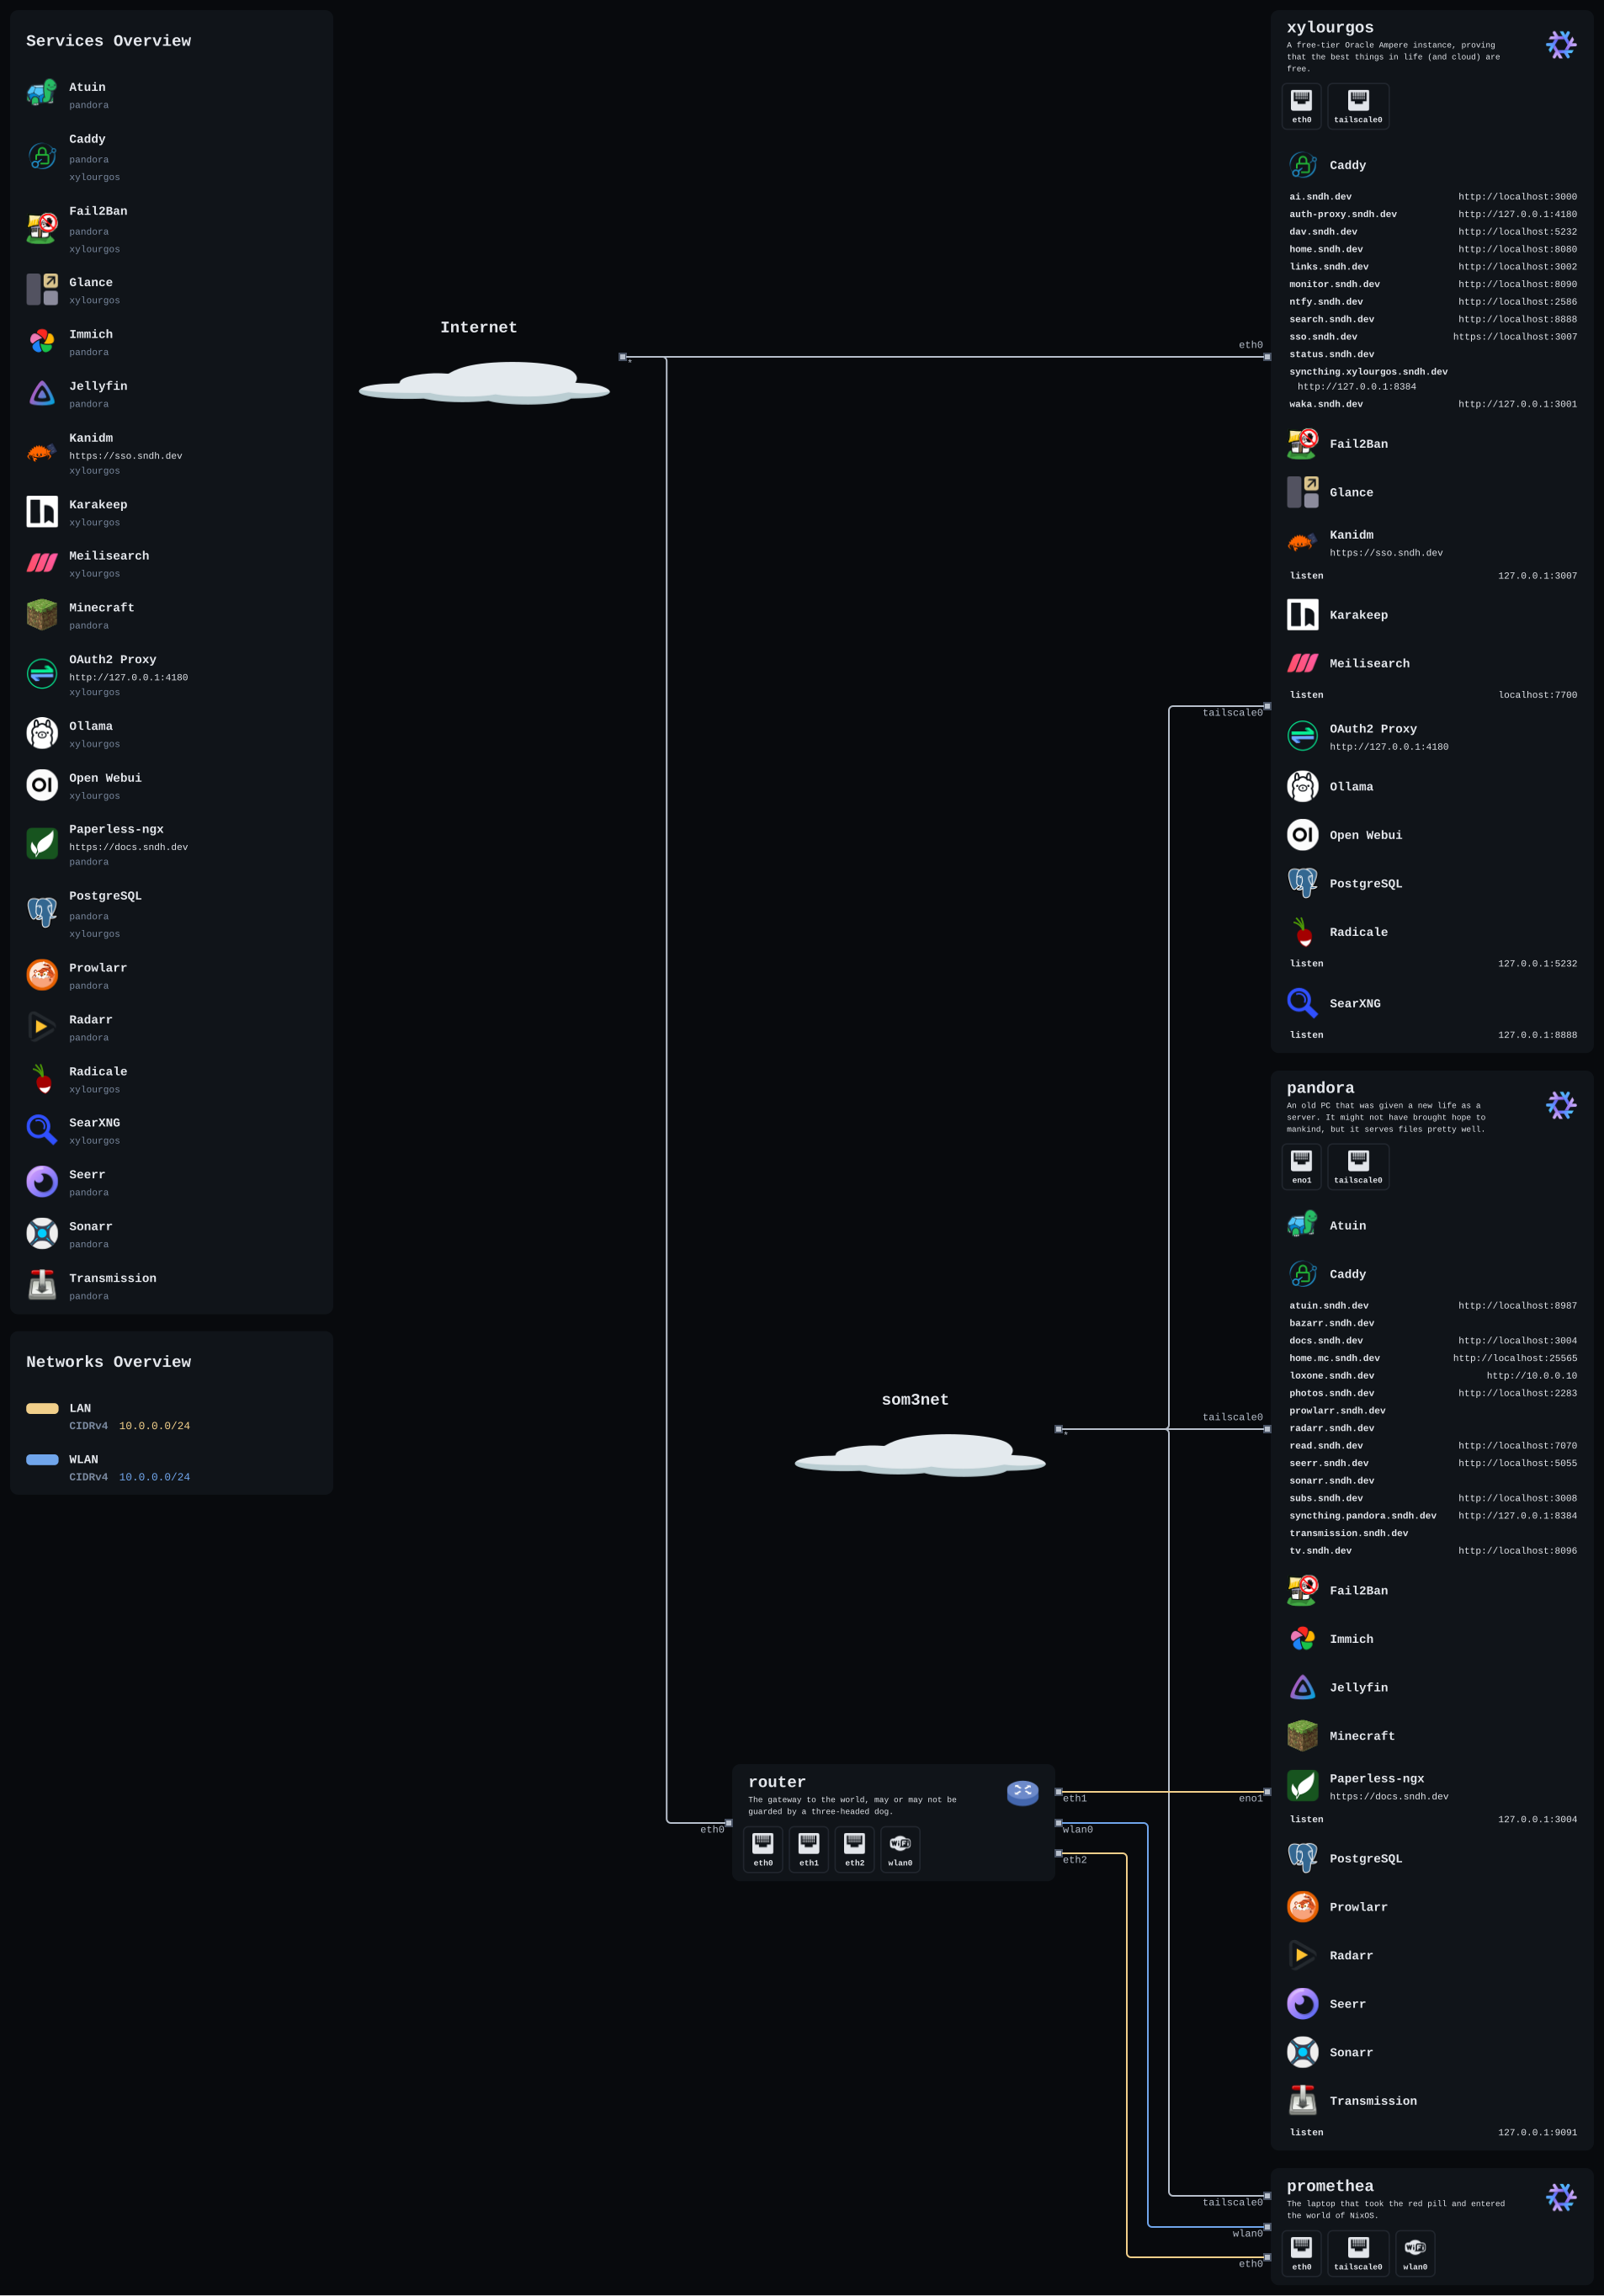 Services Overview
Atuin
pandora
Caddy
pandora
xylourgos
Fail2Ban
pandora
xylourgos
Glance
xylourgos
Immich
pandora
Jellyfin
pandora
Kanidm
https://sso.sndh.dev
xylourgos
Karakeep
xylourgos
Meilisearch
xylourgos
Minecraft
pandora
OAuth2 Proxy
http://127.0.0.1:4180
xylourgos
Ollama
xylourgos
Open Webui
xylourgos
Paperless-ngx
https://docs.sndh.dev
pandora
PostgreSQL
pandora
xylourgos
Prowlarr
pandora
Radarr
pandora
Radicale
xylourgos
SearXNG
xylourgos
Seerr
pandora
Sonarr
pandora
Transmission
pandora
Networks Overview
LAN
CIDRv4 10.0.0.0/24
WLAN
CIDRv4 10.0.0.0/24
Internet
*
eth0
tailscale0
som3net
*
tailscale0
router
The gateway to the world, may or may not be
guarded by a three-headed dog.
eth0 eth1 eth2 wlan0
eth0
eth1
wlan0
eth2
eno1
tailscale0
wlan0
eth0
xylourgos
A free-tier Oracle Ampere instance, proving
that the best things in life (and cloud) are
free.
eth0 tailscale0
Caddy
ai.sndh.dev http://localhost:3000
auth-proxy.sndh.dev http://127.0.0.1:4180
dav.sndh.dev http://localhost:5232
home.sndh.dev http://localhost:8080
links.sndh.dev http://localhost:3002
monitor.sndh.dev http://localhost:8090
ntfy.sndh.dev http://localhost:2586
search.sndh.dev http://localhost:8888
sso.sndh.dev https://localhost:3007
status.sndh.dev
syncthing.xylourgos.sndh.dev
http://127.0.0.1:8384
waka.sndh.dev http://127.0.0.1:3001
Fail2Ban
Glance
Kanidm
https://sso.sndh.dev
listen 127.0.0.1:3007
Karakeep
Meilisearch
listen localhost:7700
OAuth2 Proxy
http://127.0.0.1:4180
Ollama
Open Webui
PostgreSQL
Radicale
listen 127.0.0.1:5232
SearXNG
listen 127.0.0.1:8888
pandora
An old PC that was given a new life as a
server. It might not have brought hope to
mankind, but it serves files pretty well.
eno1 tailscale0
Atuin
Caddy
atuin.sndh.dev http://localhost:8987
bazarr.sndh.dev
docs.sndh.dev http://localhost:3004
home.mc.sndh.dev http://localhost:25565
loxone.sndh.dev http://10.0.0.10
photos.sndh.dev http://localhost:2283
prowlarr.sndh.dev
radarr.sndh.dev
read.sndh.dev http://localhost:7070
seerr.sndh.dev http://localhost:5055
sonarr.sndh.dev
subs.sndh.dev http://localhost:3008
syncthing.pandora.sndh.dev http://127.0.0.1:8384
transmission.sndh.dev
tv.sndh.dev http://localhost:8096
Fail2Ban
Immich
Jellyfin
Minecraft
Paperless-ngx
https://docs.sndh.dev
listen 127.0.0.1:3004
PostgreSQL
Prowlarr
Radarr
Seerr
Sonarr
Transmission
listen 127.0.0.1:9091
promethea
The laptop that took the red pill and entered
the world of NixOS.
eth0 tailscale0 wlan0